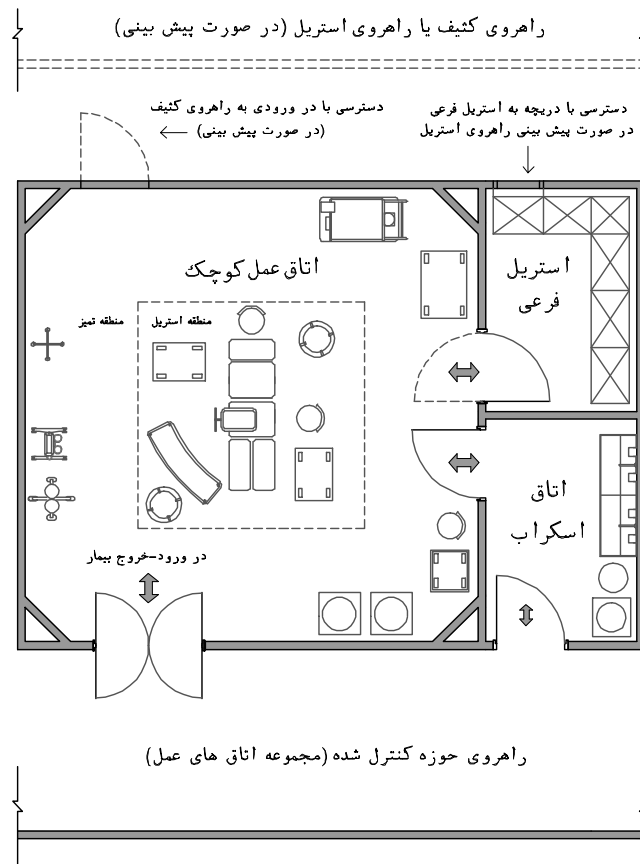 راهروی کثیف یا راهروی استریل (در صورت پیش بینی)
دسترسی با دریچه به استریل فرعی
در صورت پیش بینی راهروی استریل
دسترسی با در ورودی به راهروی کثیف
(در صورت پیش بینی)
اتاق عمل کوچک
استریل
فرعی
منطقه استریل
منطقه تمیز
اتاق
اسکراب
در ورود-خروج بیمار
راهروی حوزه کنترل شده (مجموعه اتاق های عمل)